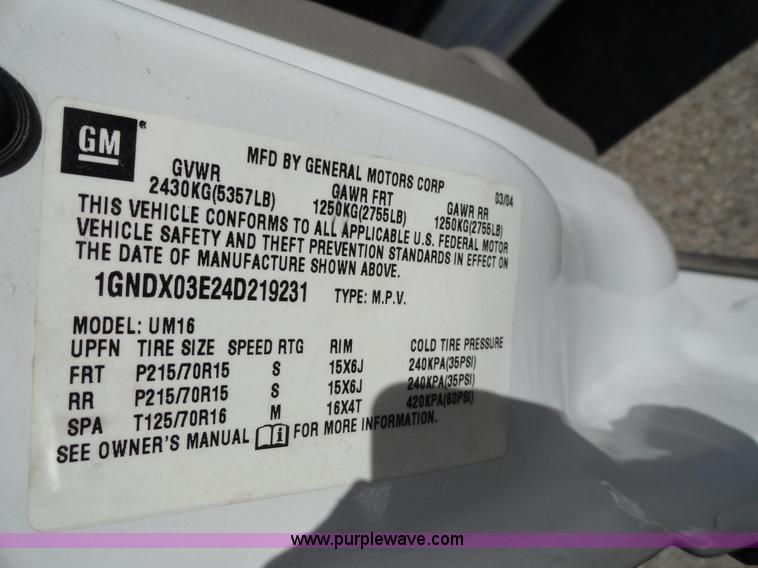 GM ®
MFD BY GENERAL MOTORS CORP 03/04
GVWR GAWR FRT GAWR RR
2430KG(5357LB) 1250KG(2755LB) 1250KG(2755LB)
THIS VEHICLE CONFORMS TO ALL APPLICABLE U.S. FEDERAL MOTOR
VEHICLE SAFETY AND THEFT PREVENTION STANDARDS IN EFFECT ON
THE DATE OF MANUFACTURE SHOWN ABOVE.
1GNDX03E24D219231 TYPE: M.P.V.
MODEL: UM16
UPFN TIRE SIZE SPEED RTG RIM COLD TIRE PRESSURE
FRT P215/70R15 S 15X6J 240KPA(35PSI)
RR P215/70R15 S 15X6J 240KPA(35PSI)
SPA T125/70R16 M 16X4T 420KPA(60PSI)
SEE OWNER'S MANUAL i FOR MORE INFORMATION.
www.purplewave.com